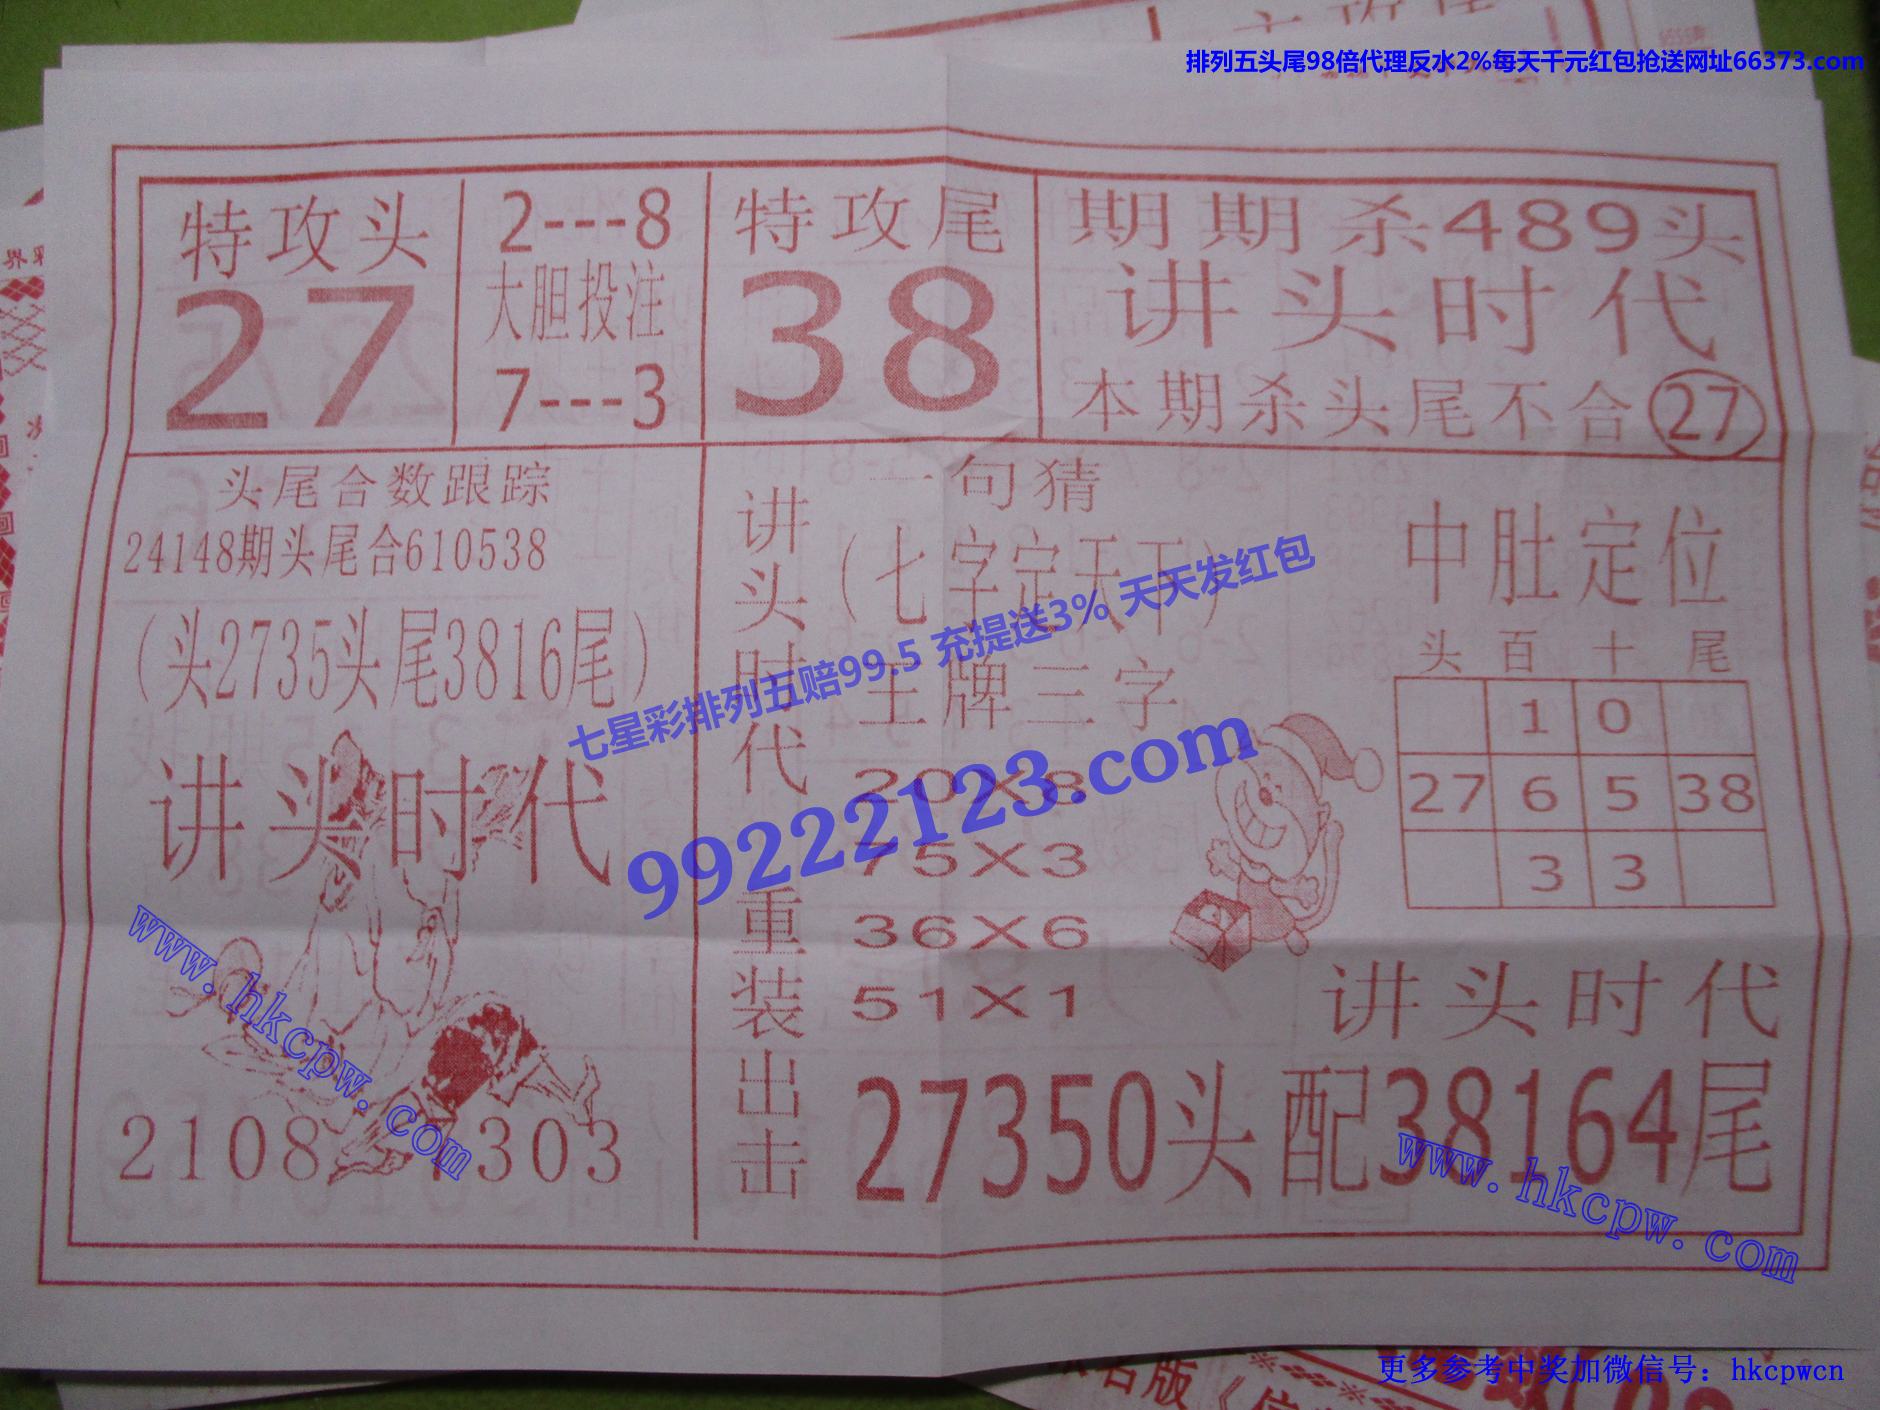 排列五头尾98倍代理反水2%每天千元红包抢送网址66373.com
特攻头
27
2---8
大胆投注
7---3
特攻尾
38
期期杀489头
讲头时代
本期杀头尾不合27
头尾合数跟踪
24148期头尾合610538
(头2735头尾3816尾)
讲头时代
2108
303
讲头时代重装出击
一句猜
(七字定天下)
王牌三字
20X8
75X3
36X6
51X1
七星彩排列五赔99.5 充提送3% 天天发红包
99222123.com
中肚定位
头 百 十 尾
1 0
27 6 5 38
3 3
讲头时代
27350头配38164尾
www.hkcpw.com
www.hkcpw.com
更多参考中奖加微信号：hkcpwcn